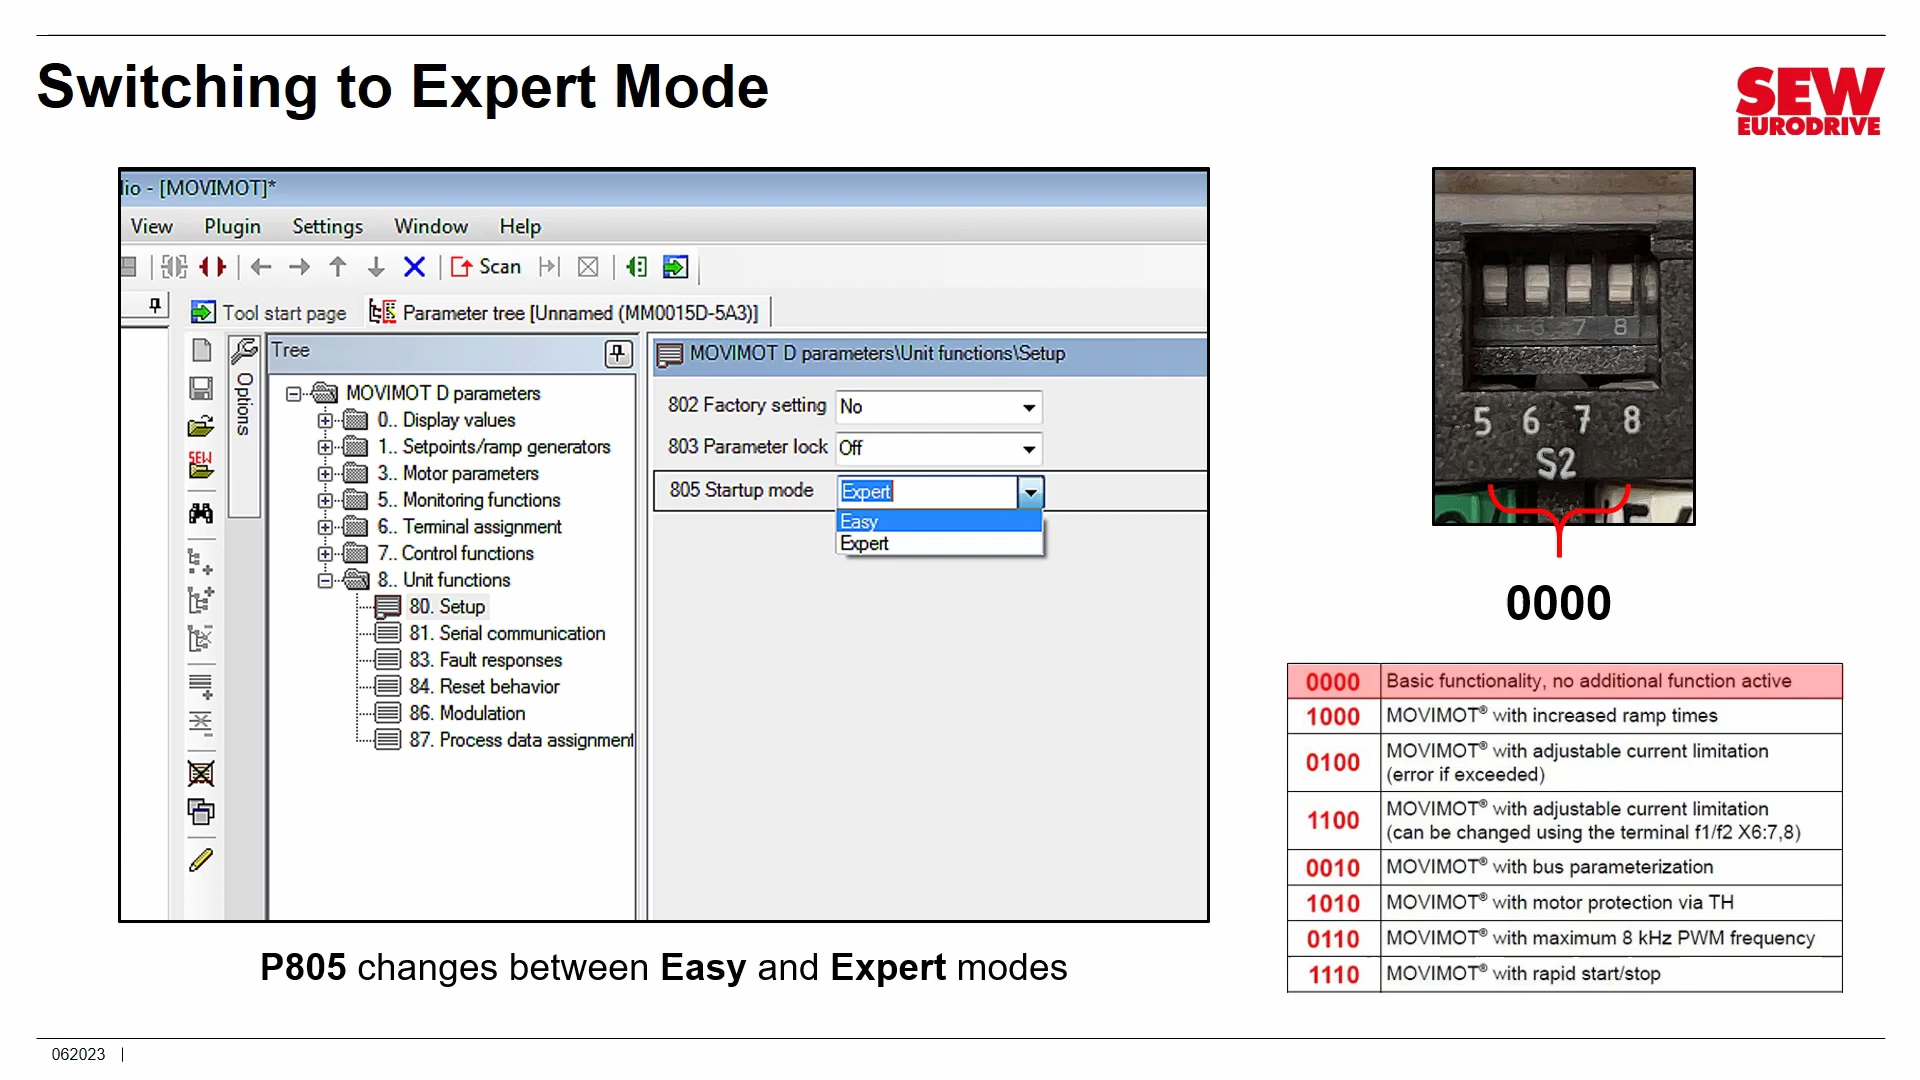 Switching to Expert Mode
SEW
EURODRIVE
lio - [MOVIMOT]*
View Plugin Settings Window Help
Scan
Tool start page Parameter tree [Unnamed (MM0015D-5A3)]
Options
SEW
Tree
MOVIMOT D parameters
0.. Display values
1.. Setpoints/ramp generators
3.. Motor parameters
5.. Monitoring functions
6.. Terminal assignment
7.. Control functions
8.. Unit functions
80. Setup
81. Serial communication
83. Fault responses
84. Reset behavior
86. Modulation
87. Process data assignment
MOVIMOT D parameters\Unit functions\Setup
802 Factory setting No
803 Parameter lock Off
805 Startup mode Expert
Easy
Expert
P805 changes between Easy and Expert modes
6 7 8
5 6 7 8
S2
0000
0000 Basic functionality, no additional function active
1000 MOVIMOT® with increased ramp times
0100 MOVIMOT® with adjustable current limitation
(error if exceeded)
1100 MOVIMOT® with adjustable current limitation
(can be changed using the terminal f1/f2 X6:7,8)
0010 MOVIMOT® with bus parameterization
1010 MOVIMOT® with motor protection via TH
0110 MOVIMOT® with maximum 8 kHz PWM frequency
1110 MOVIMOT® with rapid start/stop
062023 |